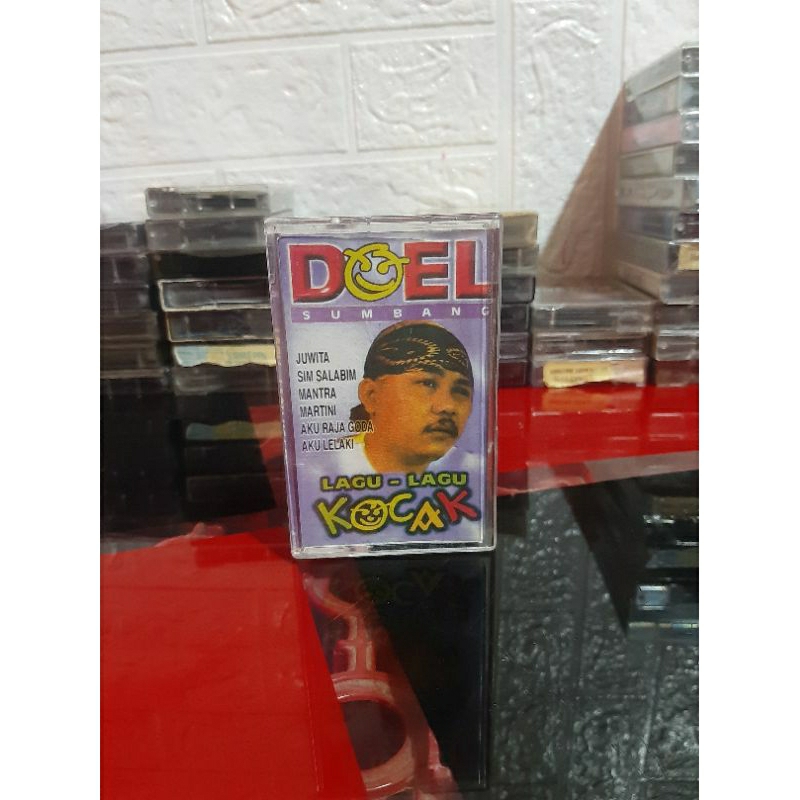 DOEL
SUMBANG
JUWITA
SIM SALABIM
MANTRA
MARTINI
AKU RAJA GODA
AKU LELAKI
LAGU - LAGU
KOCAK